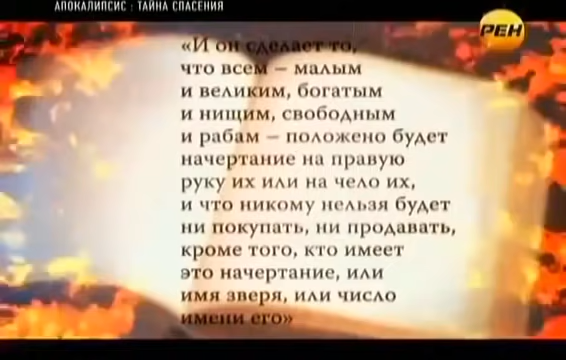 АПОКАЛИПСИС : ТАЙНА СПАСЕНИЯ
РЕН
«И он сделает то,
что всем – малым
и великим, богатым
и нищим, свободным
и рабам – положено будет
начертание на правую
руку их или на чело их,
и что никому нельзя будет
ни покупать, ни продавать,
кроме того, кто имеет
это начертание, или
имя зверя, или число
имени его»